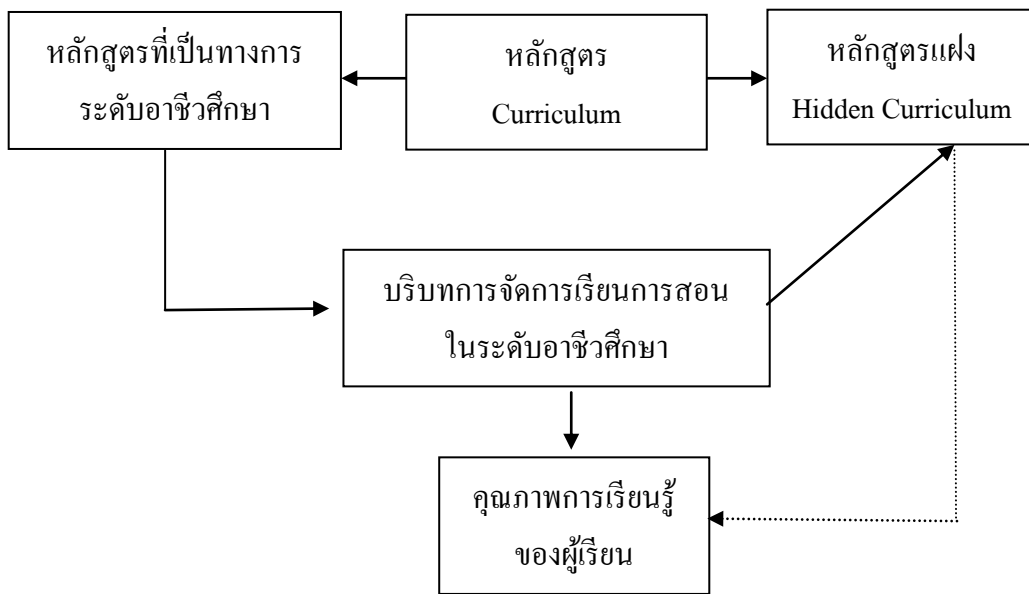 หลักสูตรที่เป็นทางการ
ระดับอาชีวศึกษา
หลักสูตร
Curriculum
หลักสูตรแฝง
Hidden Curriculum
บริบทการจัดการเรียนการสอน
ในระดับอาชีวศึกษา
คุณภาพการเรียนรู้
ของผู้เรียน